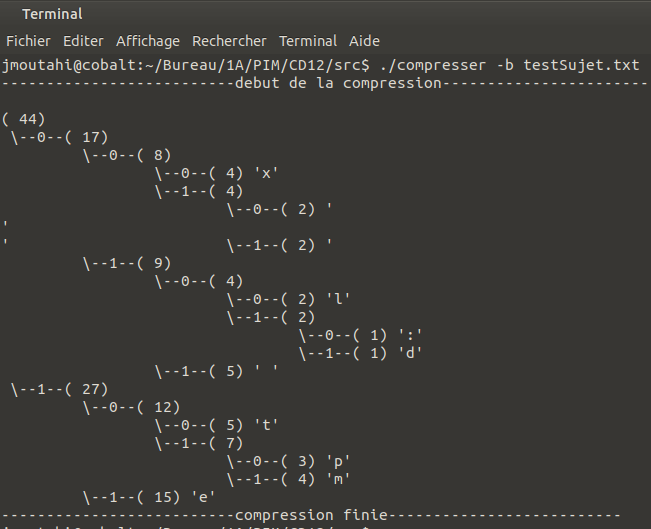 Terminal
Fichier Editer Affichage Rechercher Terminal Aide
jmoutahi@cobalt:~/Bureau/1A/PIM/CD12/src$ ./compresser -b testSujet.txt
--------------------------debut de la compression-----------------------
( 44)
 \--0--( 17)
         \--0--( 8)
                 \--0--( 4) 'x'
                 \--1--( 4)
                         \--0--( 2) '
'
'                        \--1--( 2) '
         \--1--( 9)
                 \--0--( 4)
                         \--0--( 2) 'l'
                         \--1--( 2)
                                 \--0--( 1) ':'
                                 \--1--( 1) 'd'
                 \--1--( 5) ' '
 \--1--( 27)
         \--0--( 12)
                 \--0--( 5) 't'
                 \--1--( 7)
                         \--0--( 3) 'p'
                         \--1--( 4) 'm'
         \--1--( 15) 'e'
--------------------------compression finie--------------------------